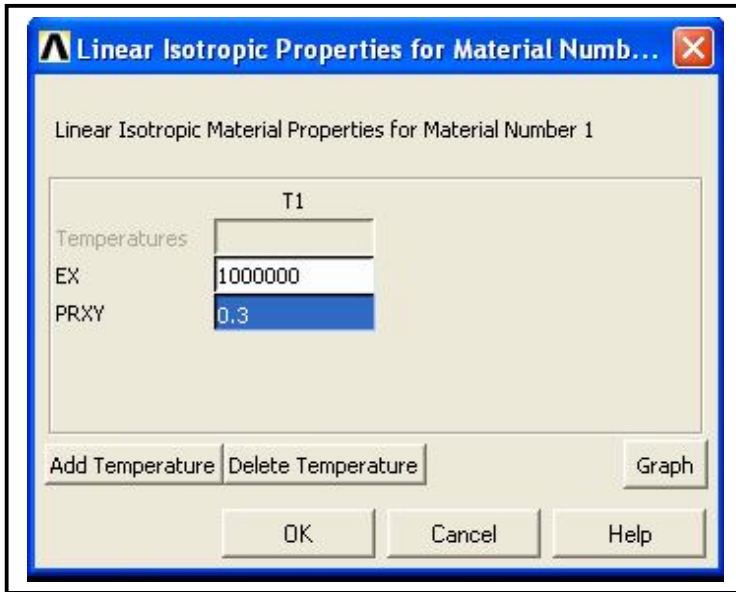 Linear Isotropic Properties for Material Numb...
Linear Isotropic Material Properties for Material Number 1
T1
Temperatures
EX 1000000
PRXY 0.3
Add Temperature Delete Temperature Graph
OK Cancel Help